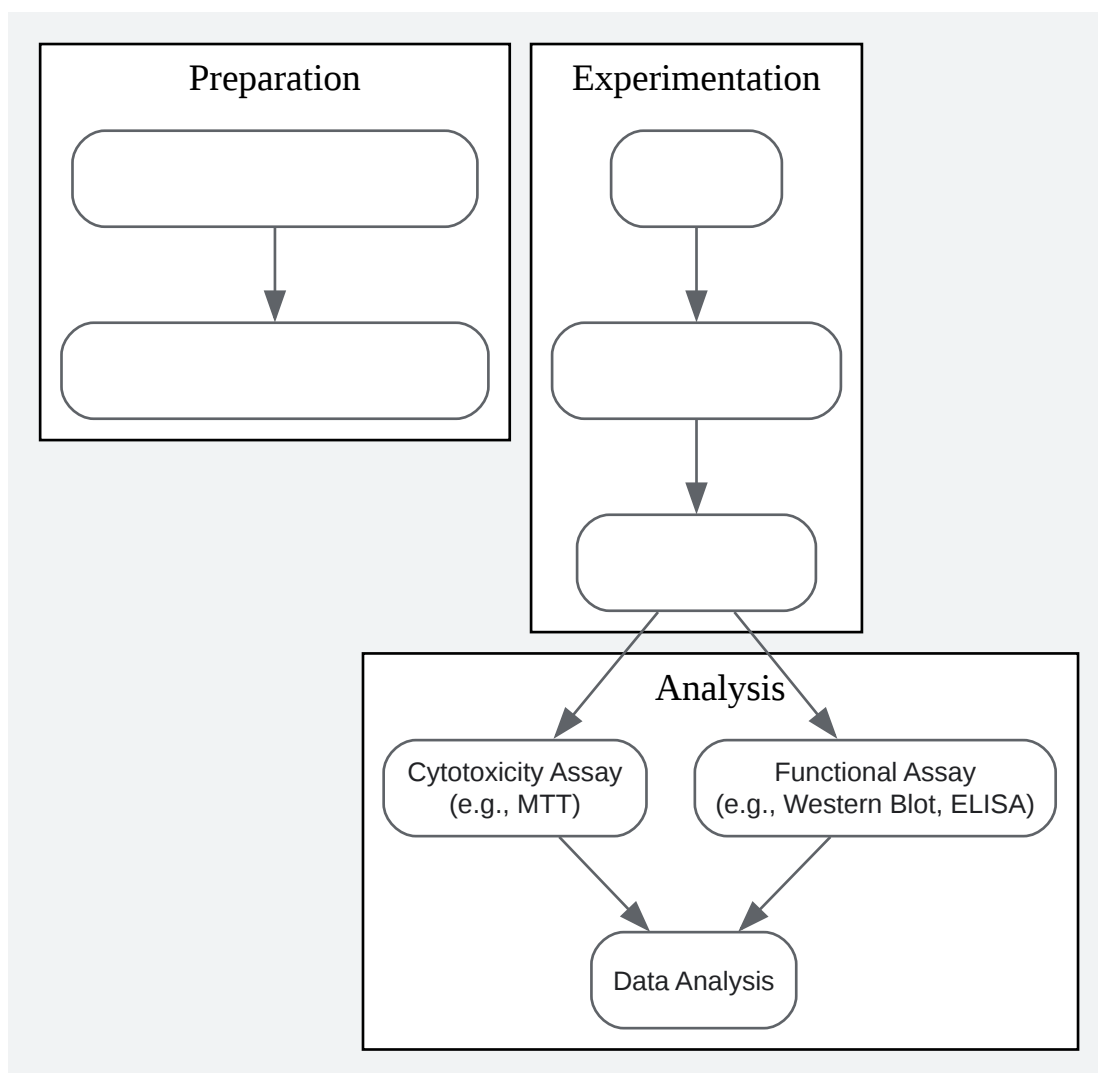 Preparation
Experimentation
Analysis
Cytotoxicity Assay
(e.g., MTT)
Functional Assay
(e.g., Western Blot, ELISA)
Data Analysis